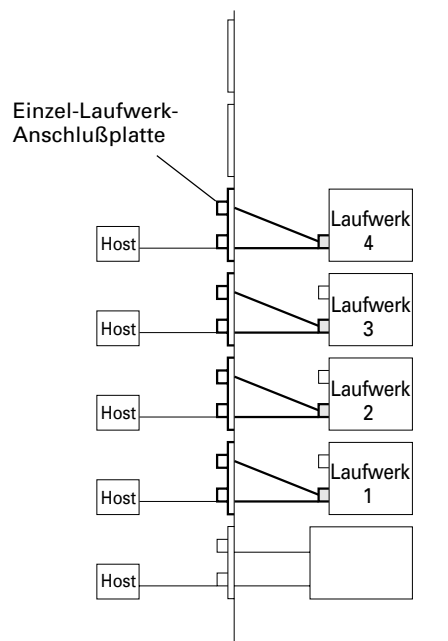 Einzel-Laufwerk-
Anschlußplatte
Laufwerk
4
Host
Laufwerk
3
Host
Laufwerk
2
Host
Laufwerk
1
Host
Host